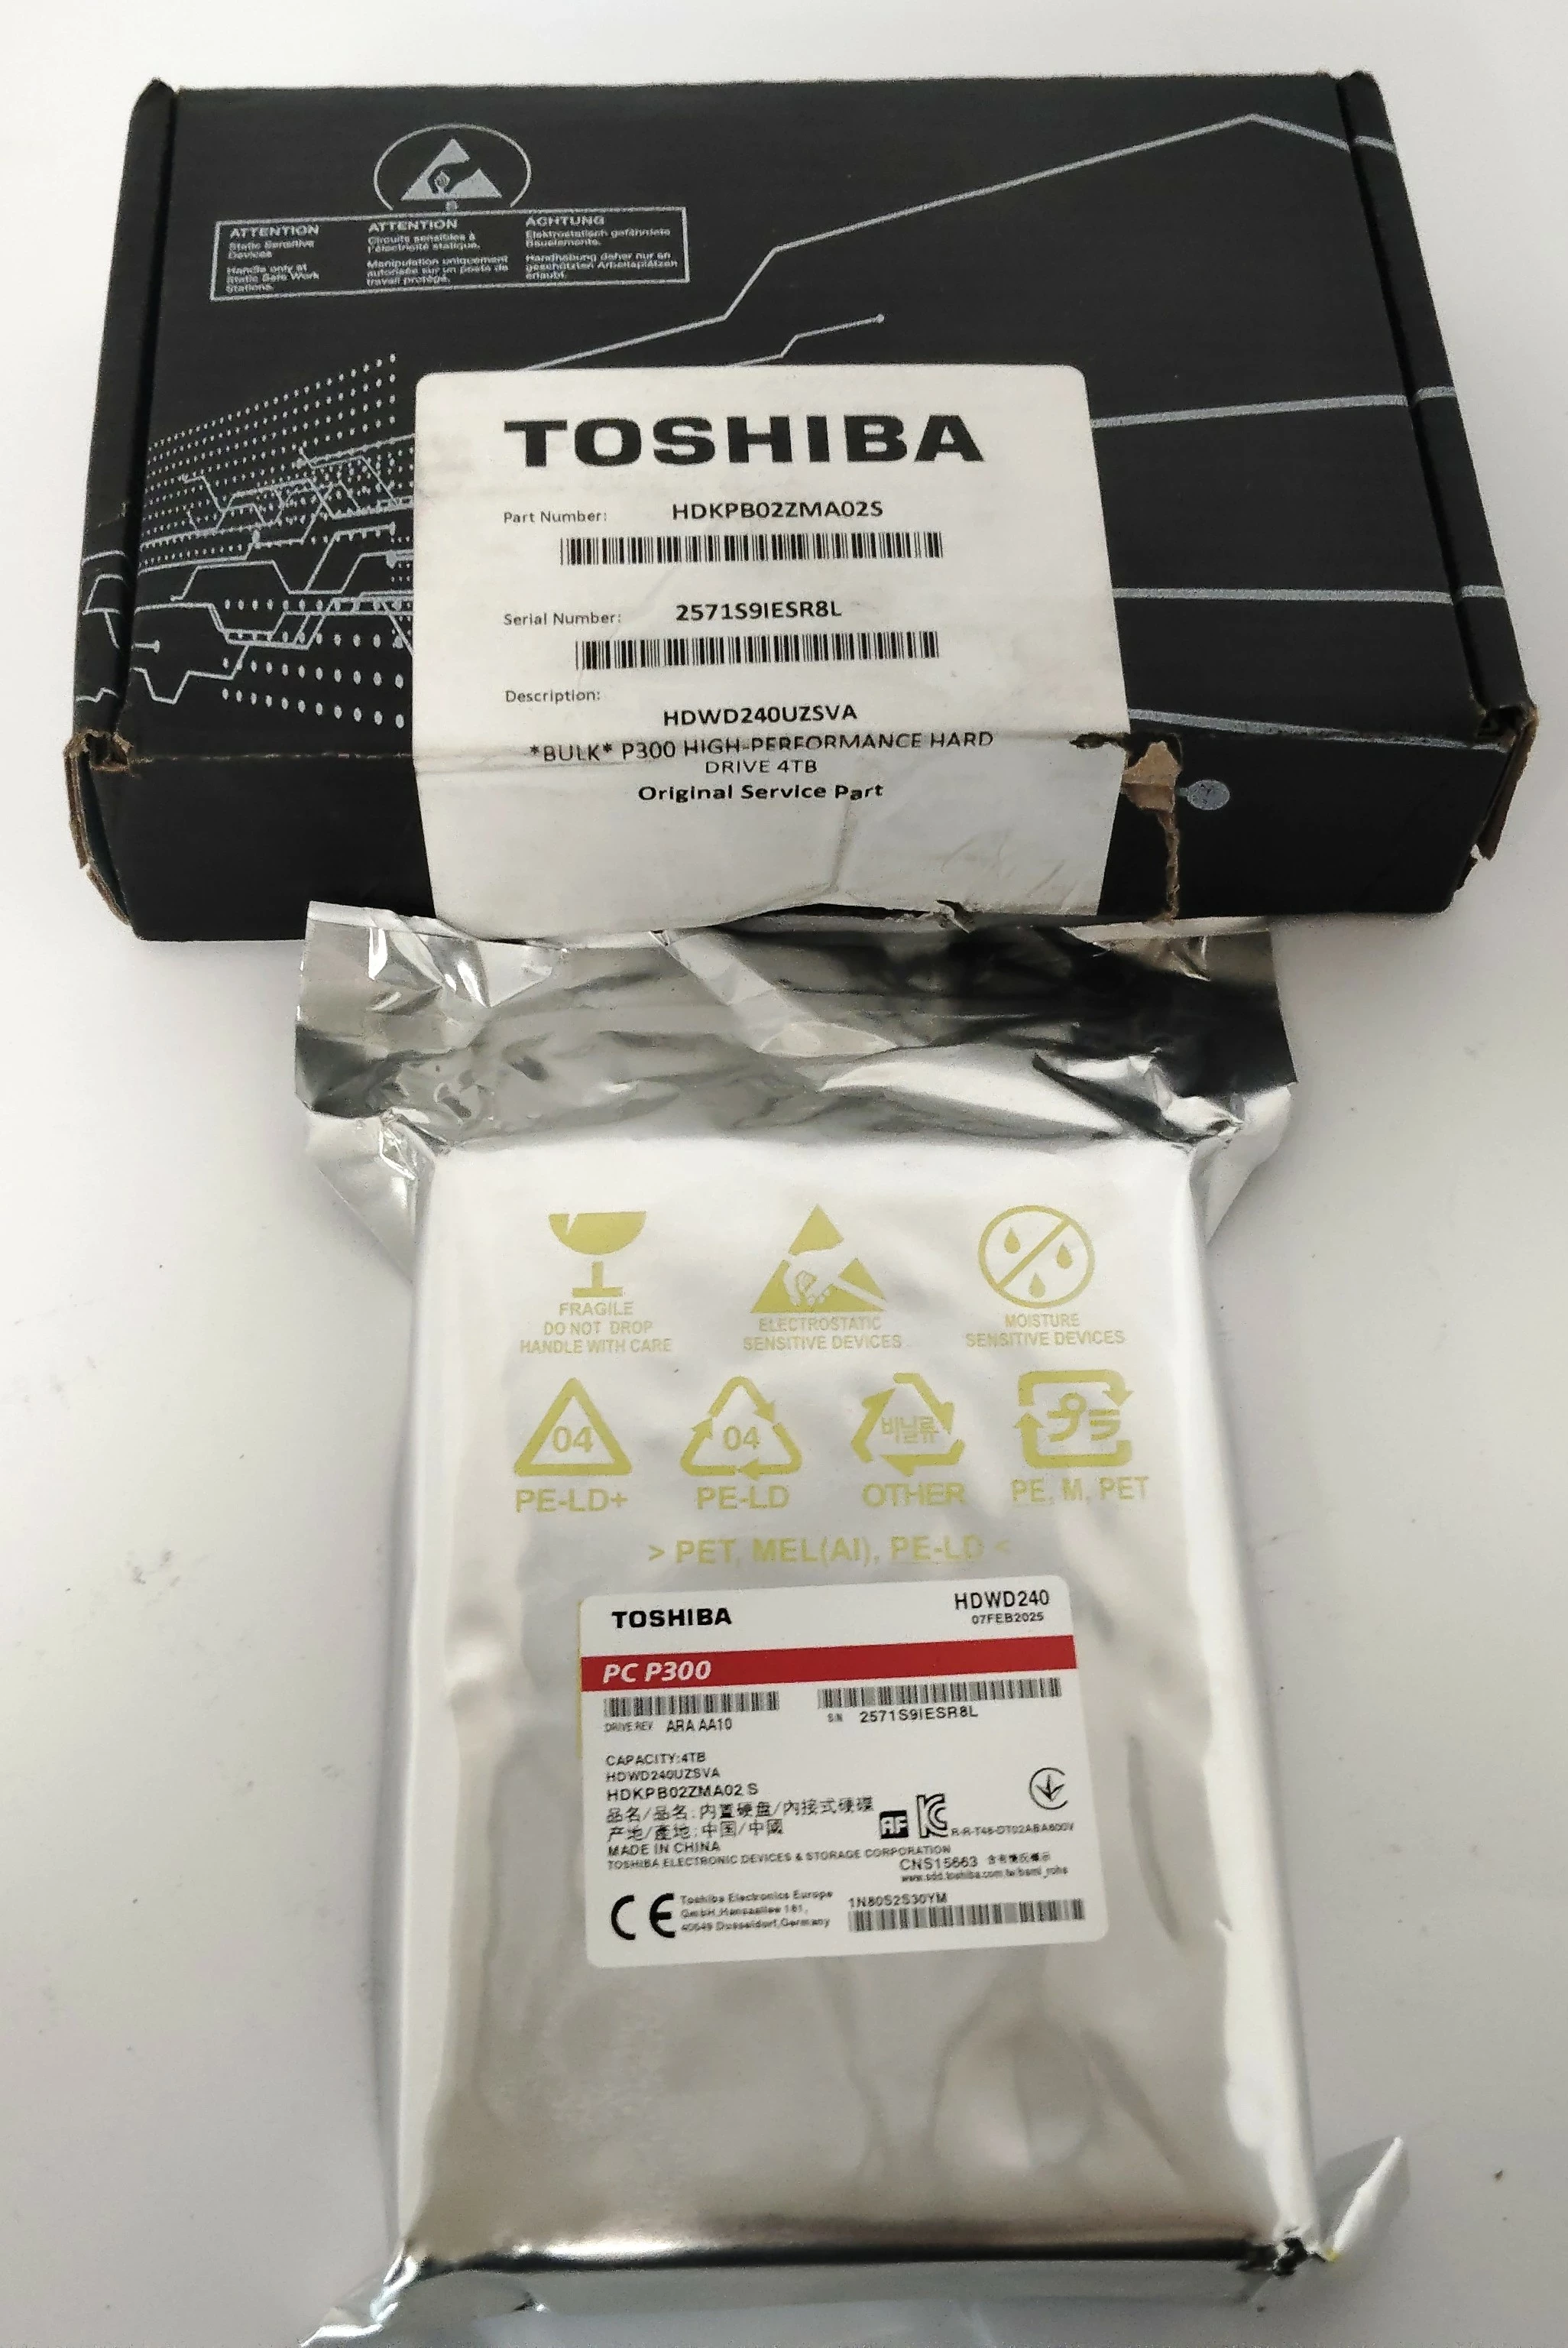 ATTENTION
Static Sensitive
Devices
Handle only at
Static Safe Work
Stations.
ATTENTION
Circuits sensibles à
l'électricité statique.
Manipulation uniquement
autorisée sur un poste de
travail protégé.
ACHTUNG
Elektrostatisch gefährdete
Bauelemente.
Handhabung daher nur an
geschützten Arbeitsplätzen
erlaubt.
TOSHIBA
Part Number: HDKPB02ZMA02S
Serial Number: 2571S9IESR8L
Description:
HDWD240UZSVA
*BULK* P300 HIGH-PERFORMANCE HARD
DRIVE 4TB
Original Service Part
FRAGILE
DO NOT DROP
HANDLE WITH CARE
ELECTROSTATIC
SENSITIVE DEVICES
MOISTURE
SENSITIVE DEVICES
04
PE-LD+
04
PE-LD
비닐류
OTHER
プラ
PE, M, PET
> PET, MEL(Al), PE-LD <
TOSHIBA HDWD240
07FEB2025
PC P300
DRIVE REV ARA AA10 S/N 2571S9IESR8L
CAPACITY:4TB
HDWD240UZSVA
HDKPB02ZMA02 S
品名/品名:内置硬盘/內接式硬碟
产地/產地:中国/中國
MADE IN CHINA
AF
R-R-T46-DT02ABA600V
TOSHIBA ELECTRONIC DEVICES & STORAGE CORPORATION
CNS15663
CE
Toshiba Electronics Europe
GmbH,Hansaallee 181,
40549 Dusseldorf,Germany
1N80S2S30YM